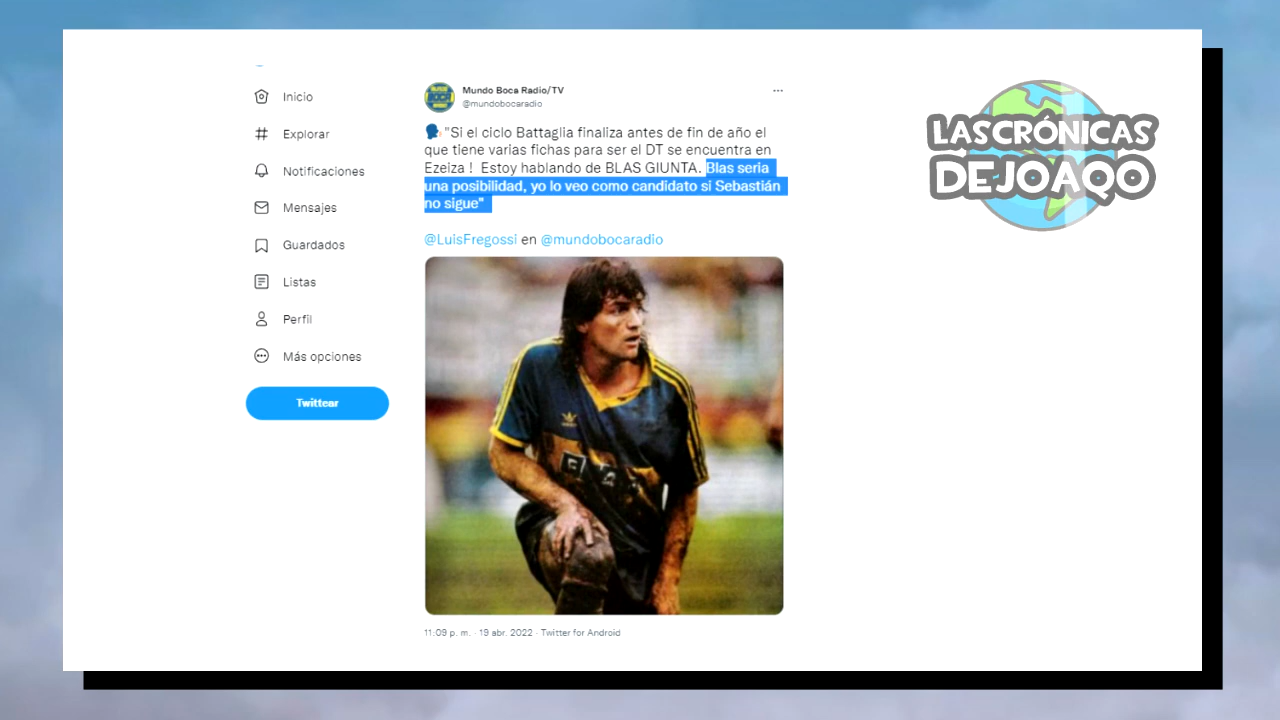 Inicio
Explorar
Notificaciones
Mensajes
Guardados
Listas
Perfil
Más opciones
Twittear
Mundo Boca Radio/TV
@mundobocaradio
"Si el ciclo Battaglia finaliza antes de fin de año el
que tiene varias fichas para ser el DT se encuentra en
Ezeiza ! Estoy hablando de BLAS GIUNTA. Blas seria
una posibilidad, yo lo veo como candidato si Sebastián
no sigue"
@LuisFregossi en @mundobocaradio
11:09 p. m. · 19 abr. 2022 · Twitter for Android
LASCRÓNICAS
DEJOAQO